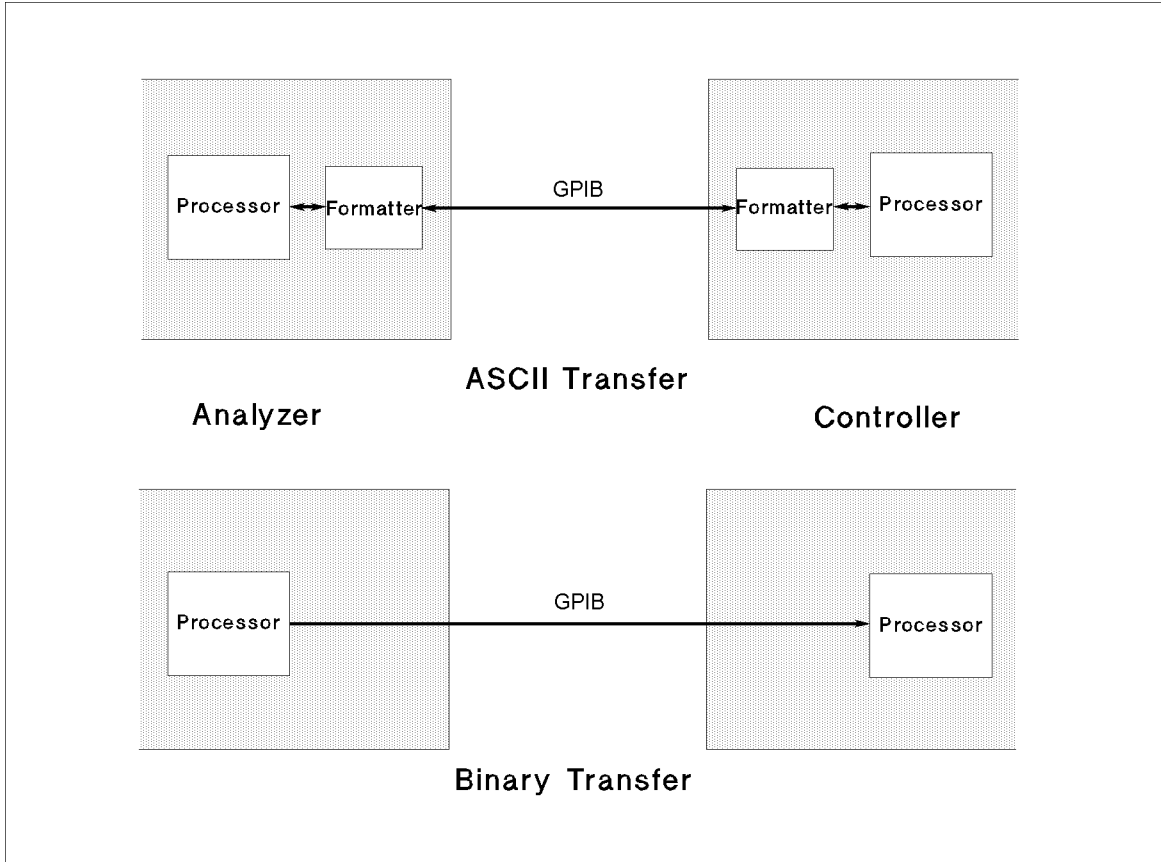 GPIB
Processor
Formatter
Formatter
Processor
ASCII Transfer
Analyzer
Controller
GPIB
Processor
Processor
Binary Transfer